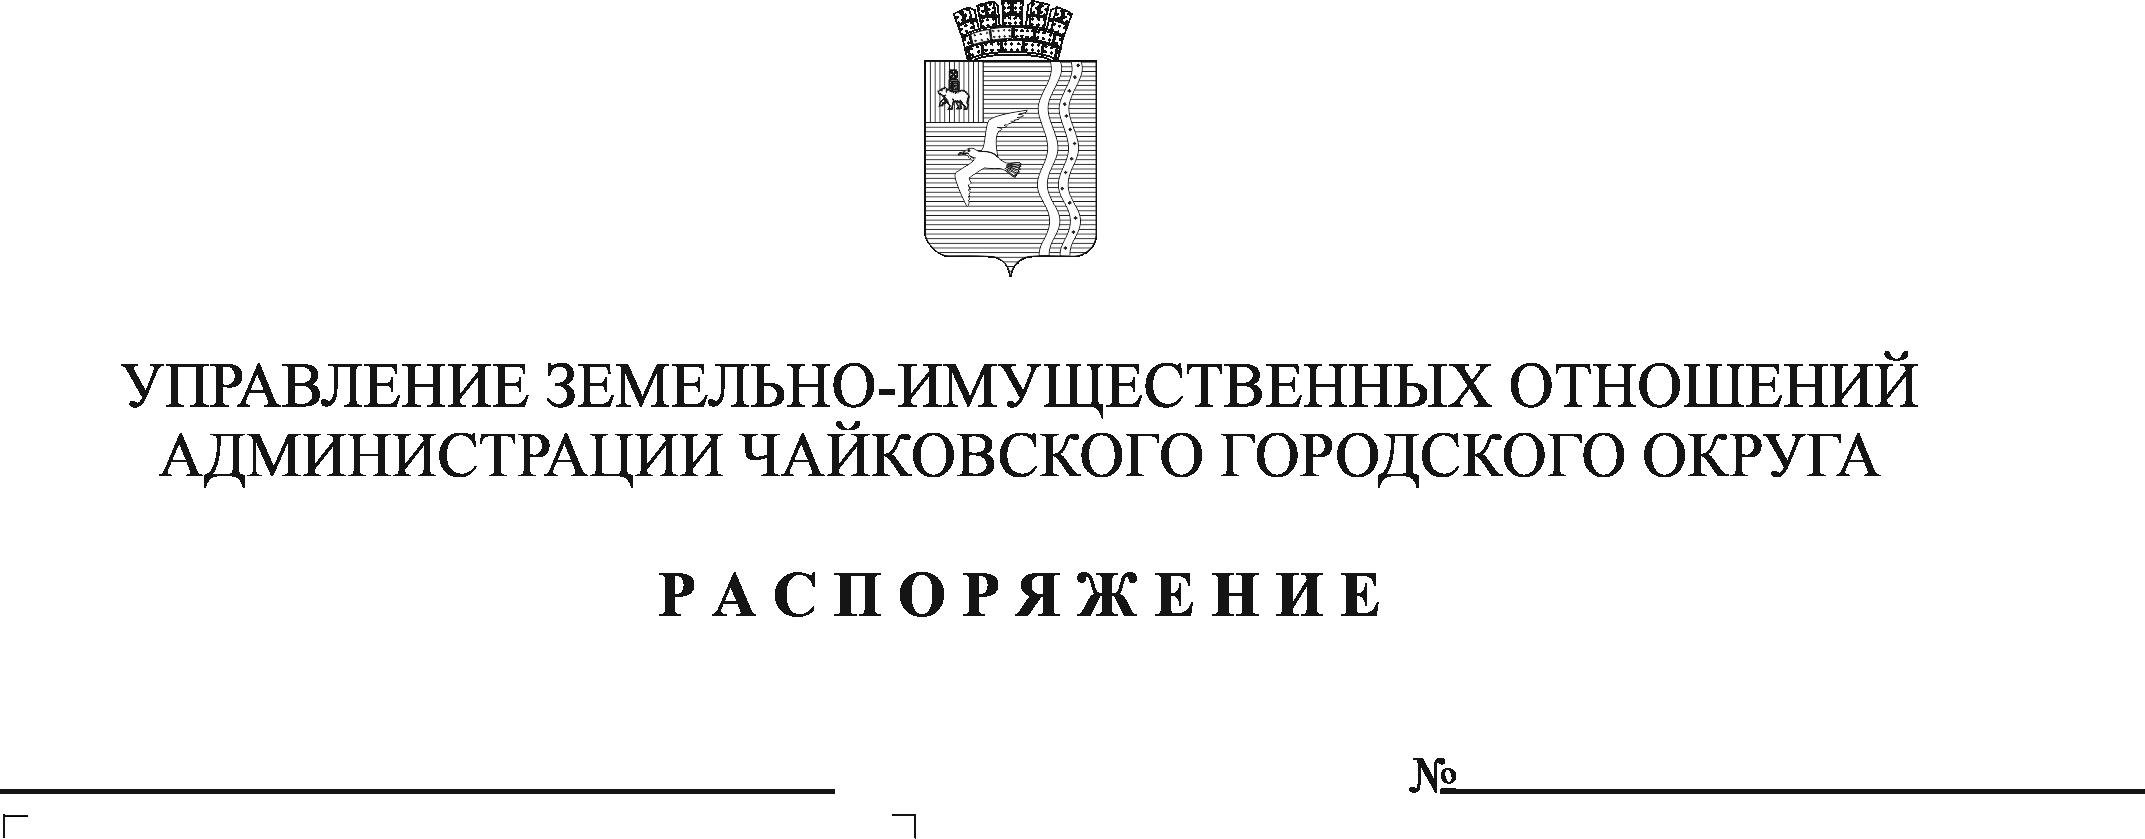 УПРАВЛЕНИЕ ЗЕМЕЛЬНО-ИМУЩЕСТВЕННЫХ ОТНОШЕНИЙ
АДМИНИСТРАЦИИ ЧАЙКОВСКОГО ГОРОДСКОГО ОКРУГА
Р А С П О Р Я Ж Е Н И Е
№